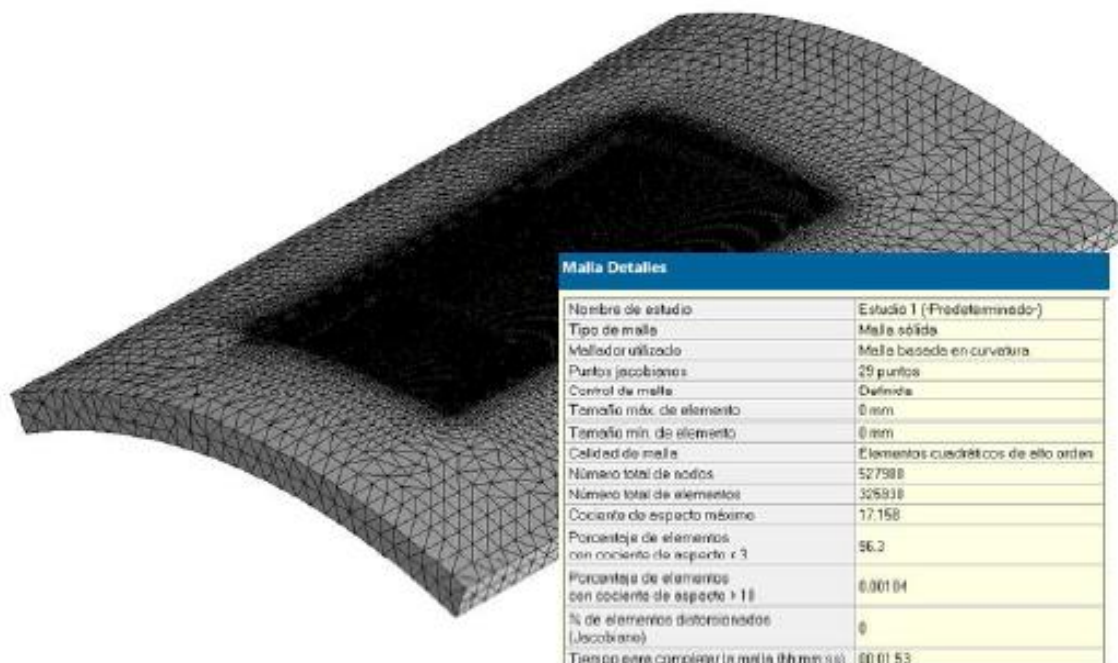 Malla Detalles
Nombre de estudio Estudio 1 (-Predeterminado-)
Tipo de malla Malla sólida
Mallador utilizado Malla basada en curvatura
Puntos jacobianos 29 puntos
Control de malla Definida
Tamaño máx. de elemento 0 mm
Tamaño mín. de elemento 0 mm
Calidad de malla Elementos cuadráticos de alto orden
Número total de nodos
Número total de elementos
Cociente de aspecto máximo 17.158
Porcentaje de elementos
con cociente de aspecto < 3 96.3
Porcentaje de elementos
con cociente de aspecto > 10 0.00184
% de elementos distorsionados
(Jacobiano) 0
Tiempo para completar la malla (hh;mm;ss) 00:01:53